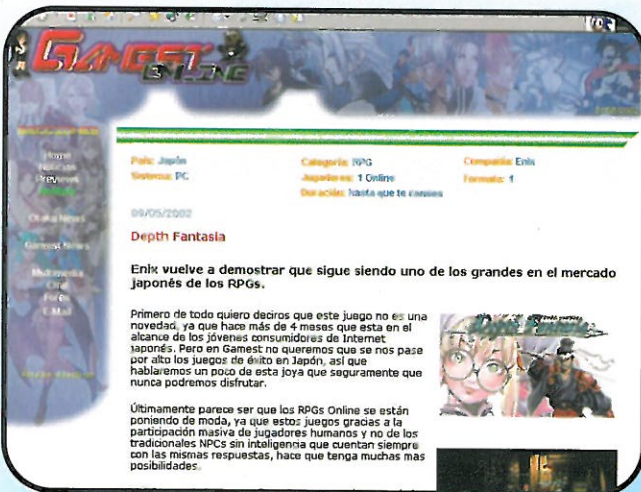 GAMEST
ONLINE
Home
Noticias
Previews
Otaku News
Gamest News
Multimedia
Cine
Foros
E-Mail
País: Japón
Categoría: RPG
Compañía: Enix
Sistema: PC
Jugadores: 1 Online
Formato: 1
Duración: hasta que te canses
09/05/2002
Depth Fantasia
Enix vuelve a demostrar que sigue siendo uno de los grandes en el mercado
japonés de los RPGs.
Primero de todo quiero deciros que este juego no es una
novedad, ya que hace más de 4 meses que esta en el
alcance de los jóvenes consumidores de Internet
japonés. Pero en Gamest no queremos que se nos pase
por alto los juegos de éxito en Japón, así que
hablaremos un poco de esta joya que seguramente que
nunca podremos disfrutar.
Depth Fantasia
Últimamente parece ser que los RPGs Online se están
poniendo de moda, ya que estos juegos gracias a la
participación masiva de jugadores humanos y no de los
tradicionales NPCs sin inteligencia que cuentan siempre
con las mismas respuestas, hace que tenga muchas mas
posibilidades.